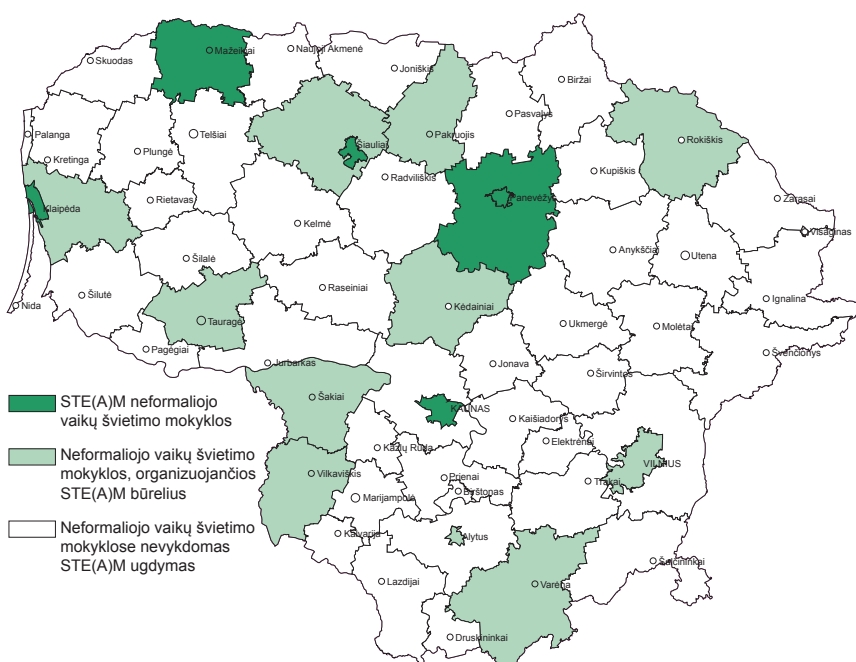 Mažeikiai
Naujoji Akmenė
Skuodas
Joniškis
Biržai
Pasvalys
Palanga
Telšiai
Pakruojis
Rokiškis
Plungė
Šiauliai
Kretinga
Radviliškis
Kupiškis
Rietavas
Panevėžys
Zarasai
Klaipėda
Kelmė
Visaginas
Anykščiai
Utena
Šilalė
Raseiniai
Šilutė
Ignalina
Nida
Kėdainiai
Tauragė
Ukmergė
Molėtai
Pagėgiai
Švenčionys
Jurbarkas
Jonava
Širvintos
Šakiai
KAUNAS
Kaišiadorys
Elektrėnai
Kazlų Rūda
VILNIUS
Vilkaviškis
Prienai
Trakai
Birštonas
Marijampolė
Kalvarija
Alytus
Šalčininkai
Lazdijai
Varėna
Druskininkai
STE(A)M neformaliojo
vaikų švietimo mokyklos
Neformaliojo vaikų švietimo
mokyklos, organizuojančios
STE(A)M būrelius
Neformaliojo vaikų švietimo
mokyklose nevykdomas
STE(A)M ugdymas